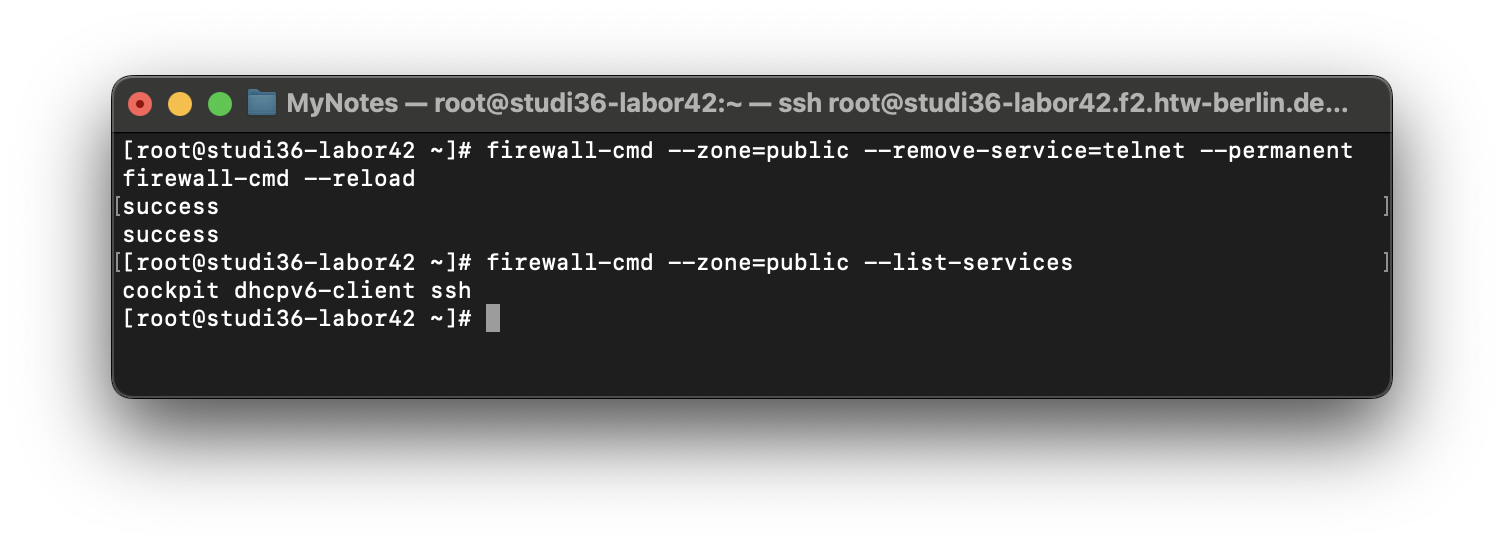 MyNotes — root@studi36-labor42:~ — ssh root@studi36-labor42.f2.htw-berlin.de...
[root@studi36-labor42 ~]# firewall-cmd --zone=public --remove-service=telnet --permanent
firewall-cmd --reload
[success ]
success
[[root@studi36-labor42 ~]# firewall-cmd --zone=public --list-services ]
cockpit dhcpv6-client ssh
[root@studi36-labor42 ~]#